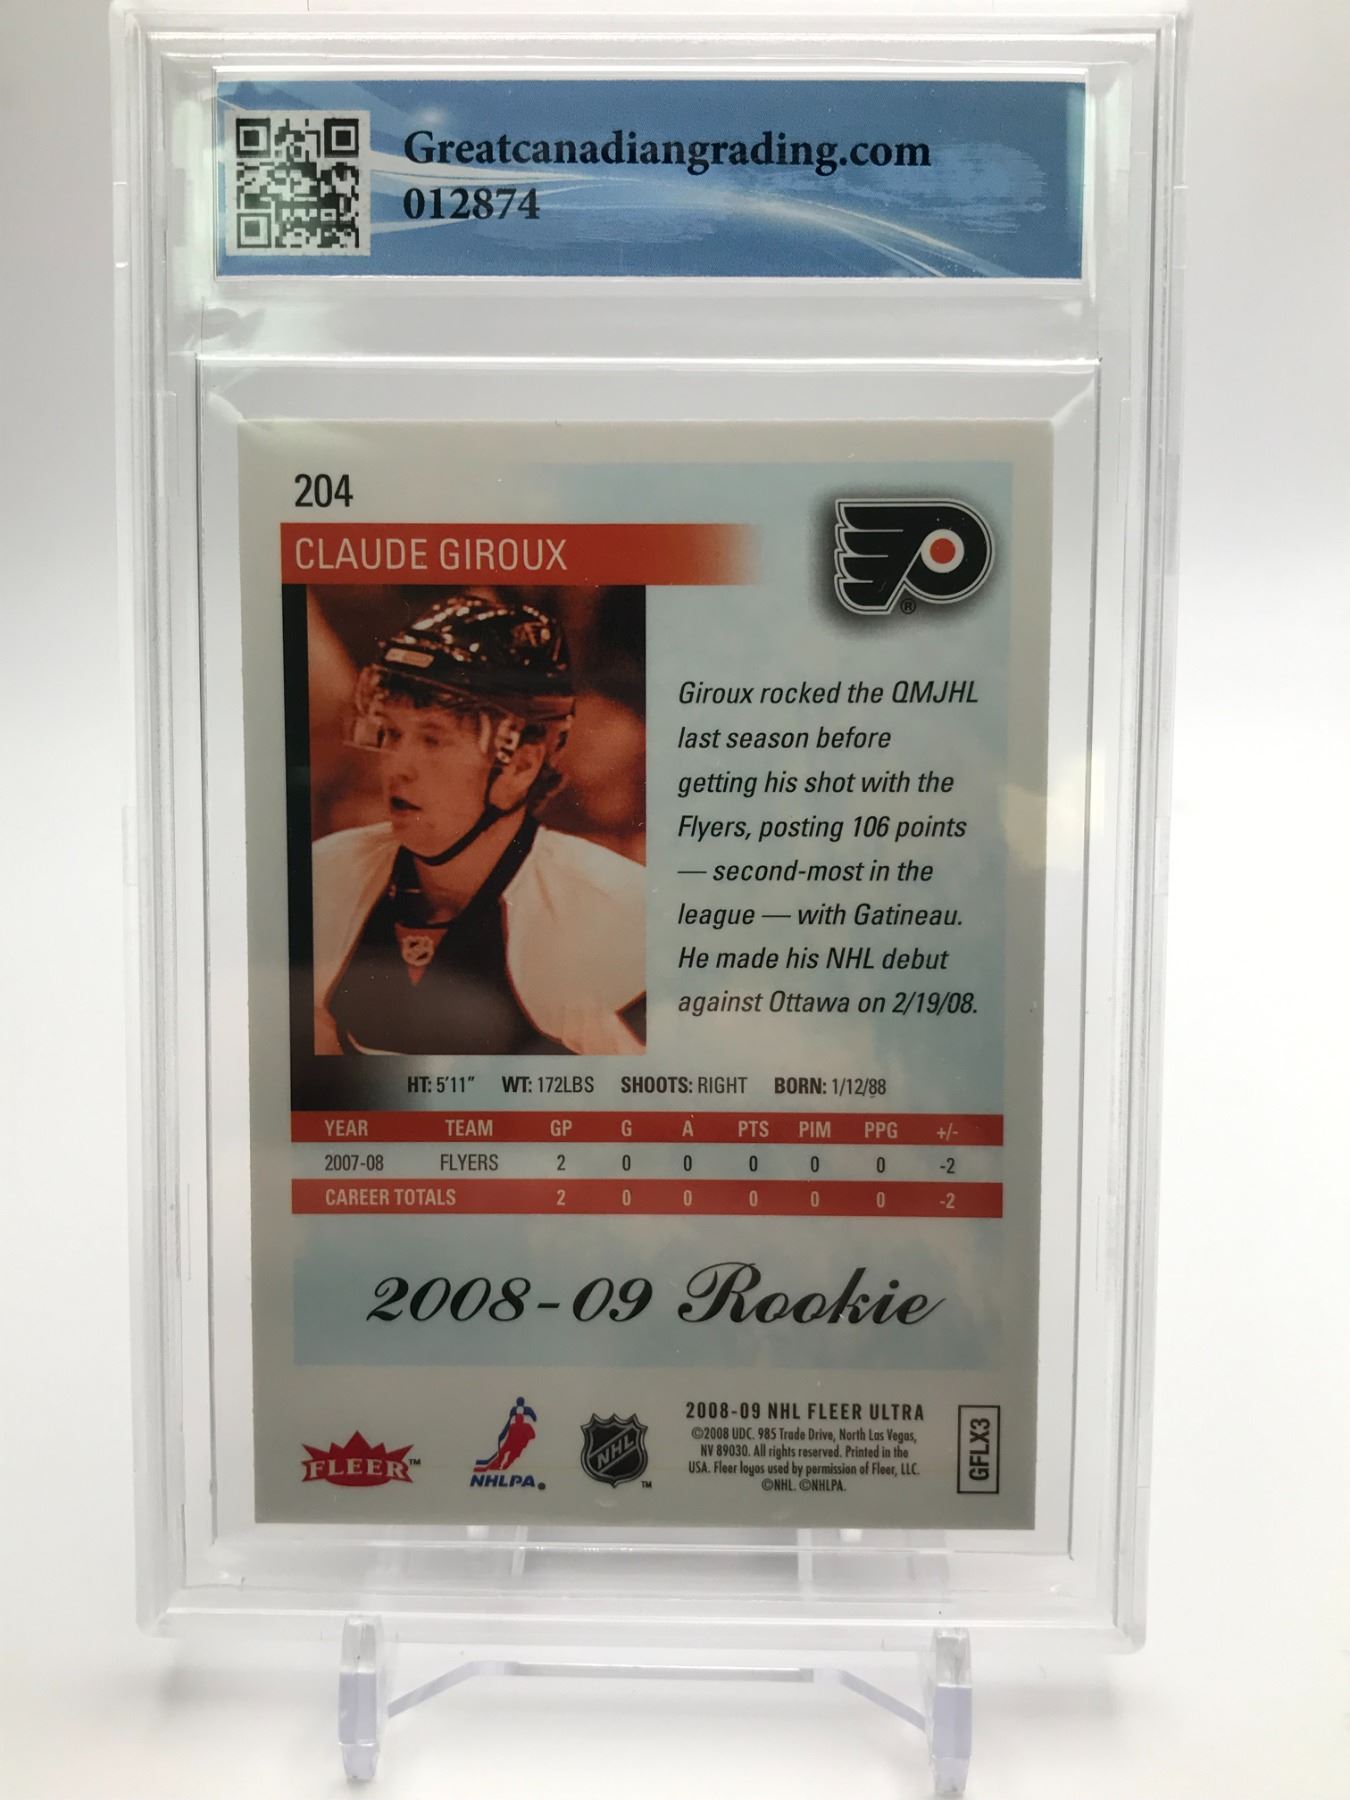 Greatcanadiangrading.com
012874
204
CLAUDE GIROUX
®
Giroux rocked the QMJHL
last season before
getting his shot with the
Flyers, posting 106 points
— second-most in the
league — with Gatineau.
He made his NHL debut
against Ottawa on 2/19/08.
HT: 5'11" WT: 172LBS SHOOTS: RIGHT BORN: 1/12/88
YEAR TEAM GP G A PTS PIM PPG +/-
2007-08 FLYERS 2 0 0 0 0 0 -2
CAREER TOTALS 2 0 0 0 0 0 -2
2008-09 Rookie
FLEER™
NHLPA®
NHL™
2008-09 NHL FLEER ULTRA
©2008 UDC. 985 Trade Drive, North Las Vegas,
NV 89030. All rights reserved. Printed in the
USA. Fleer logos used by permission of Fleer, LLC.
©NHL. ©NHLPA.
GFLX3